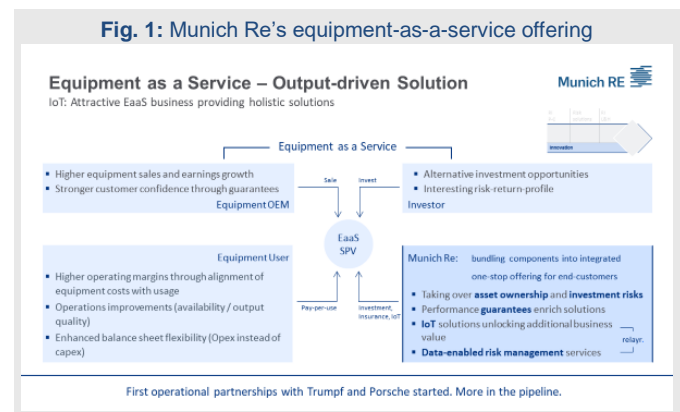 Fig. 1: Munich Re's equipment-as-a-service offering
Equipment as a Service – Output-driven Solution
IoT: Attractive EaaS business providing holistic solutions
Munich RE
Innovation
Equipment as a Service
▪ Higher equipment sales and earnings growth
▪ Stronger customer confidence through guarantees
Equipment OEM
Sale
Invest
▪ Alternative investment opportunities
▪ Interesting risk-return-profile
Investor
EaaS
SPV
Equipment User
▪ Higher operating margins through alignment of
equipment costs with usage
▪ Operations improvements (availability / output
quality)
▪ Enhanced balance sheet flexibility (Opex instead of
capex)
Pay-per-use
Investment,
insurance, IoT
Munich Re: bundling components into integrated
one-stop offering for end-customers
▪ Taking over asset ownership and investment risks
▪ Performance guarantees enrich solutions
▪ IoT solutions unlocking additional business
value
relayr.
▪ Data-enabled risk management services
First operational partnerships with Trumpf and Porsche started. More in the pipeline.